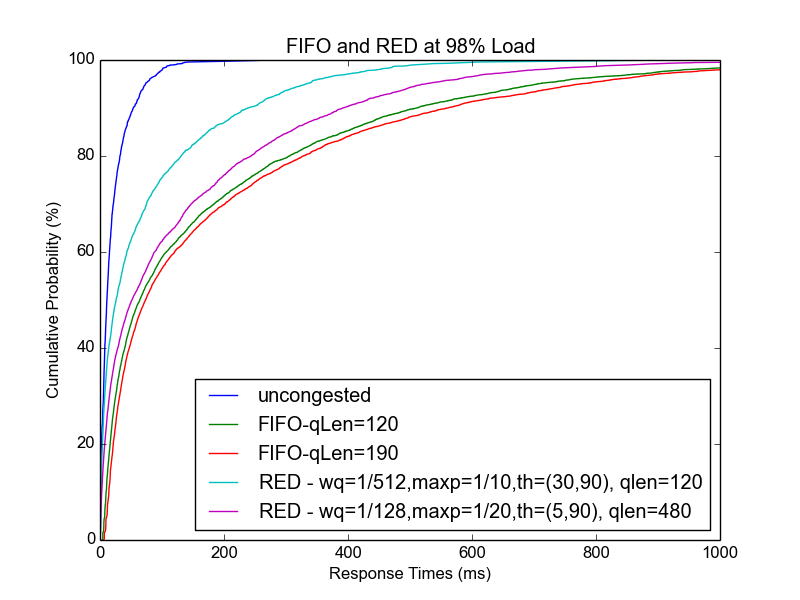 FIFO and RED at 98% Load
100
80
60
40
20
0
Cumulative Probability (%)
uncongested
FIFO-qLen=120
FIFO-qLen=190
RED - wq=1/512,maxp=1/10,th=(30,90), qlen=120
RED - wq=1/128,maxp=1/20,th=(5,90), qlen=480
0 200 400 600 800 1000
Response Times (ms)